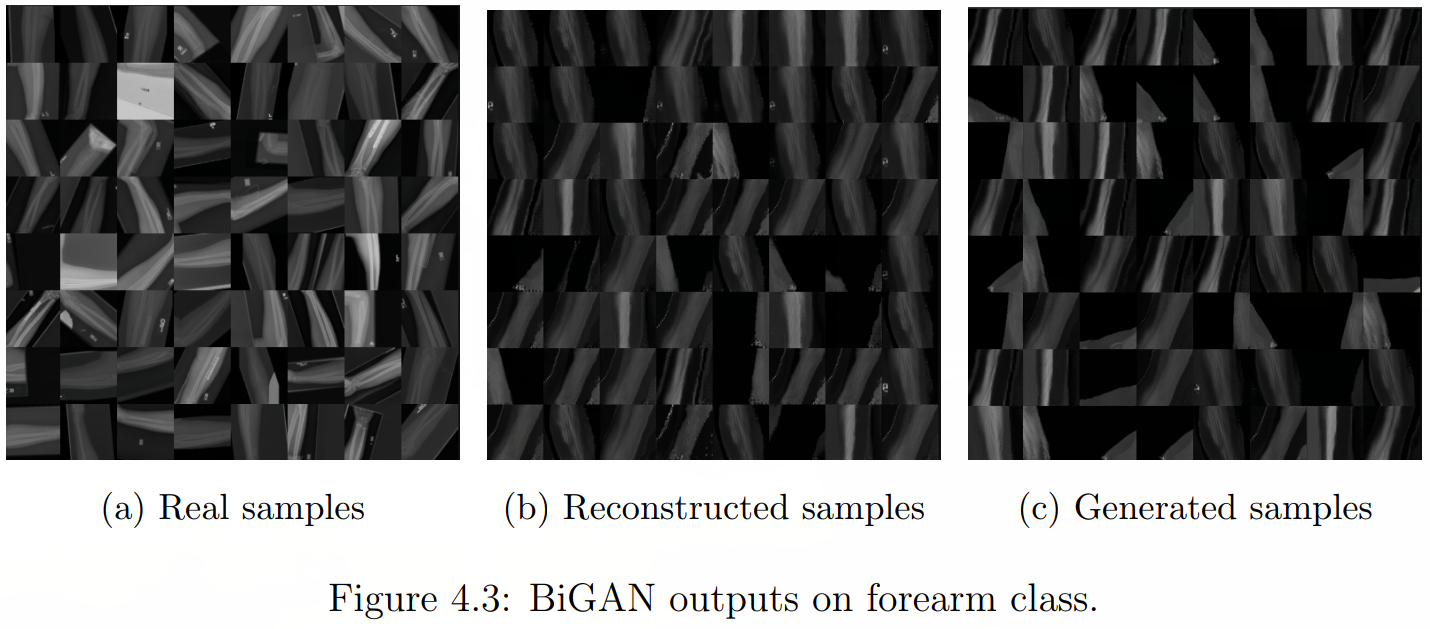 (a) Real samples
(b) Reconstructed samples
(c) Generated samples
Figure 4.3: BiGAN outputs on forearm class.